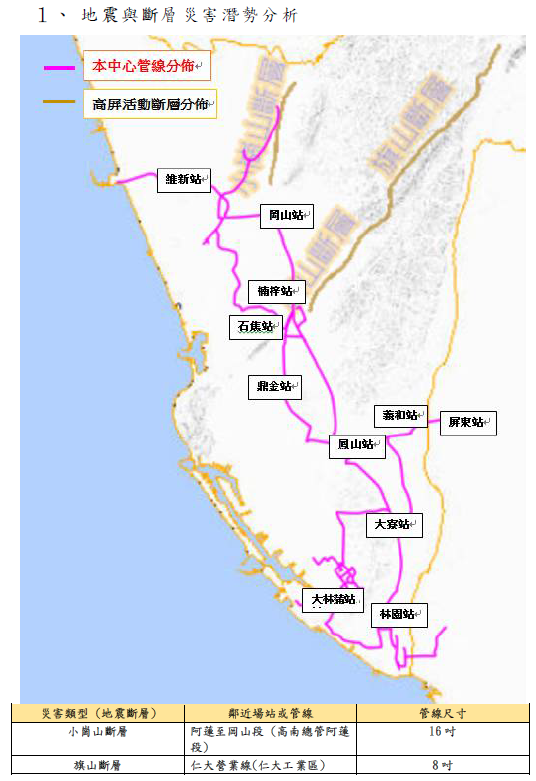 1、地震與斷層災害潛勢分析
本中心管線分佈
高屏活動斷層分佈
小崗山斷層
旗山斷層
維新站
岡山站
旗山斷層
楠梓站
石蕉站
鼎金站
義和站
屏東站
鳳山站
大寮站
大林蒲站
林園站
災害類型（地震斷層）
鄰近場站或管線
管線尺寸
小崗山斷層
阿蓮至岡山段（高南總管阿蓮
段）
16吋
旗山斷層
仁大營業線(仁大工業區)
8吋